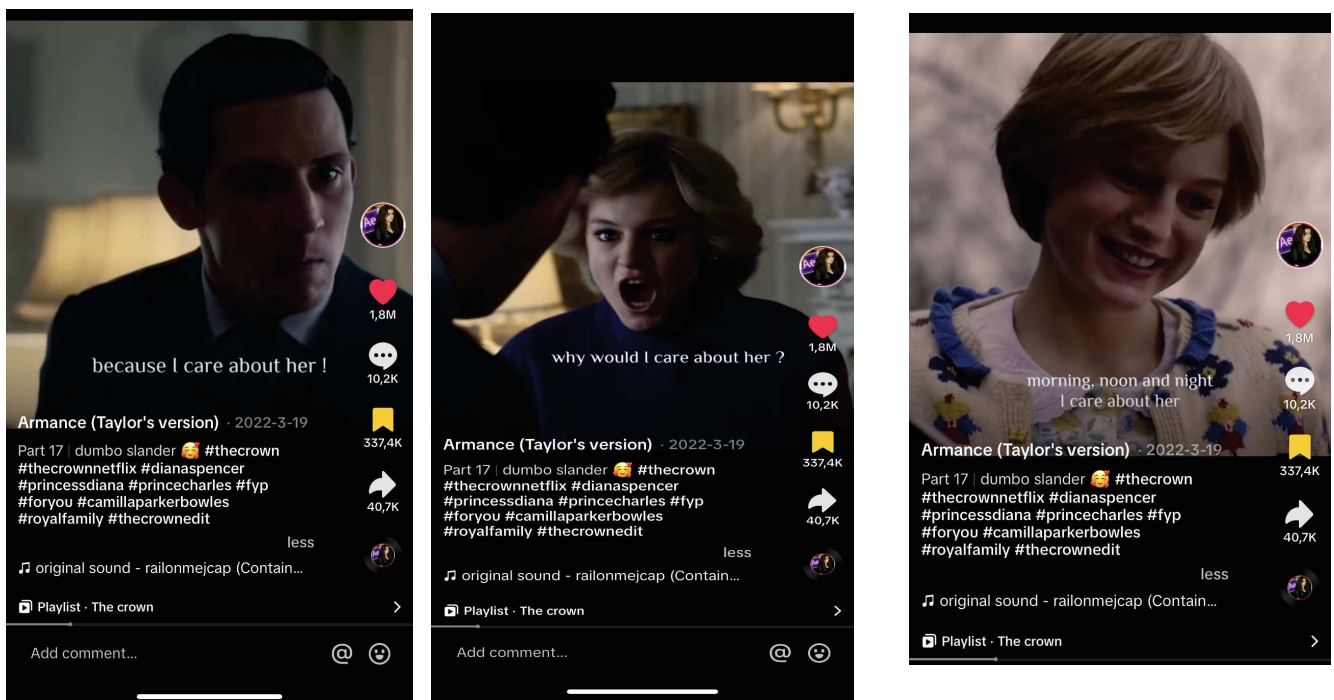 because I care about her !
Ae
1,8M
10,2K
337,4K
40,7K
Armance (Taylor's version) · 2022-3-19
Part 17 | dumbo slander 🥰 #thecrown
#thecrownnetflix #dianaspencer
#princessdiana #princecharles #fyp
#foryou #camillaparkerbowles
#royalfamily #thecrownedit
less
original sound - railonmejcap (Contain...
Playlist · The crown
Add comment...
why would I care about her ?
Ae
1,8M
10,2K
337,4K
40,7K
Armance (Taylor's version) · 2022-3-19
Part 17 | dumbo slander 🥰 #thecrown
#thecrownnetflix #dianaspencer
#princessdiana #princecharles #fyp
#foryou #camillaparkerbowles
#royalfamily #thecrownedit
less
original sound - railonmejcap (Contain...
Playlist · The crown
Add comment...
morning, noon and night
I care about her
Ae
1,8M
10,2K
337,4K
40,7K
Armance (Taylor's version) · 2022-3-19
Part 17 | dumbo slander 🥰 #thecrown
#thecrownnetflix #dianaspencer
#princessdiana #princecharles #fyp
#foryou #camillaparkerbowles
#royalfamily #thecrownedit
less
original sound - railonmejcap (Contain...
Playlist · The crown